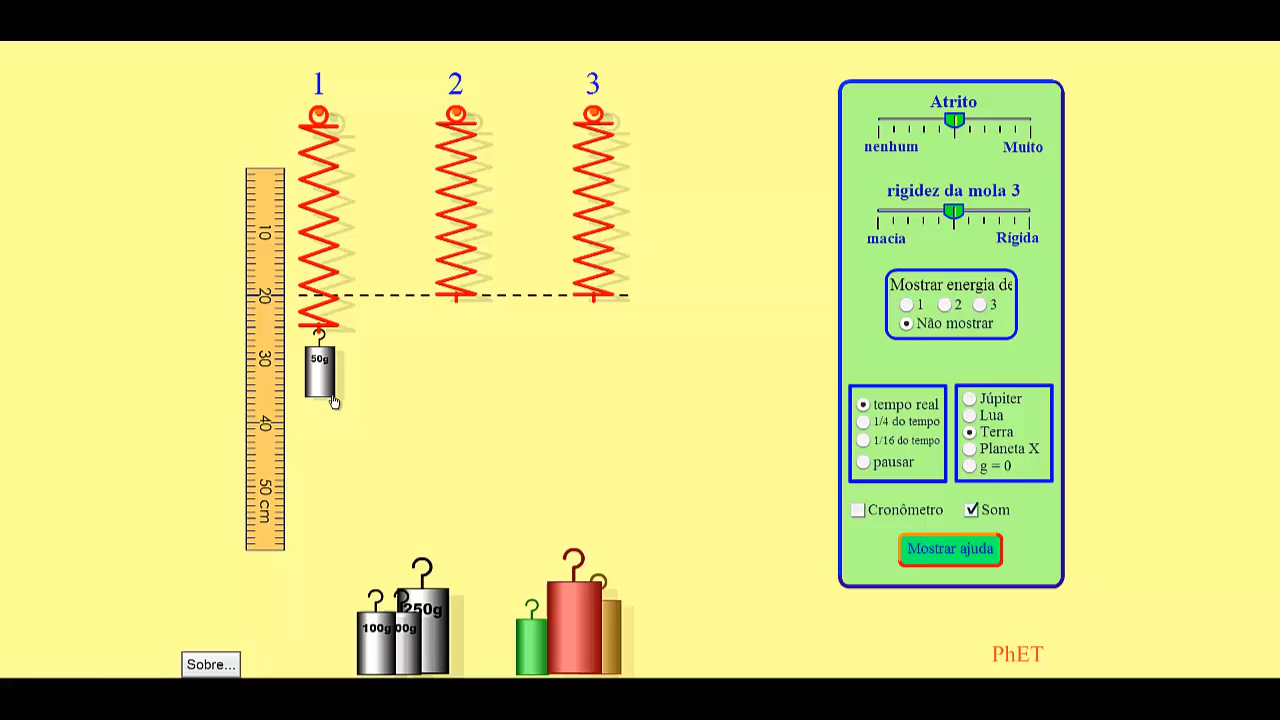 1 2 3
10
20
30
40
50 cm
50g
100g
00g
250g
Sobre...
Atrito
nenhum Muito
rigidez da mola 3
macia Rígida
Mostrar energia de
1 2 3
Não mostrar
tempo real
1/4 do tempo
1/16 do tempo
pausar
Júpiter
Lua
Terra
Planeta X
g = 0
Cronômetro Som
Mostrar ajuda
PhET